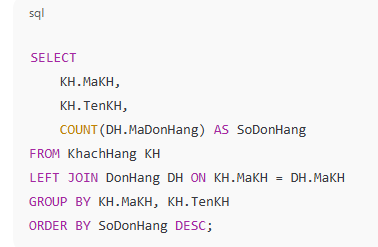 sql
SELECT
    KH.MaKH,
    KH.TenKH,
    COUNT(DH.MaDonHang) AS SoDonHang
FROM KhachHang KH
LEFT JOIN DonHang DH ON KH.MaKH = DH.MaKH
GROUP BY KH.MaKH, KH.TenKH
ORDER BY SoDonHang DESC;